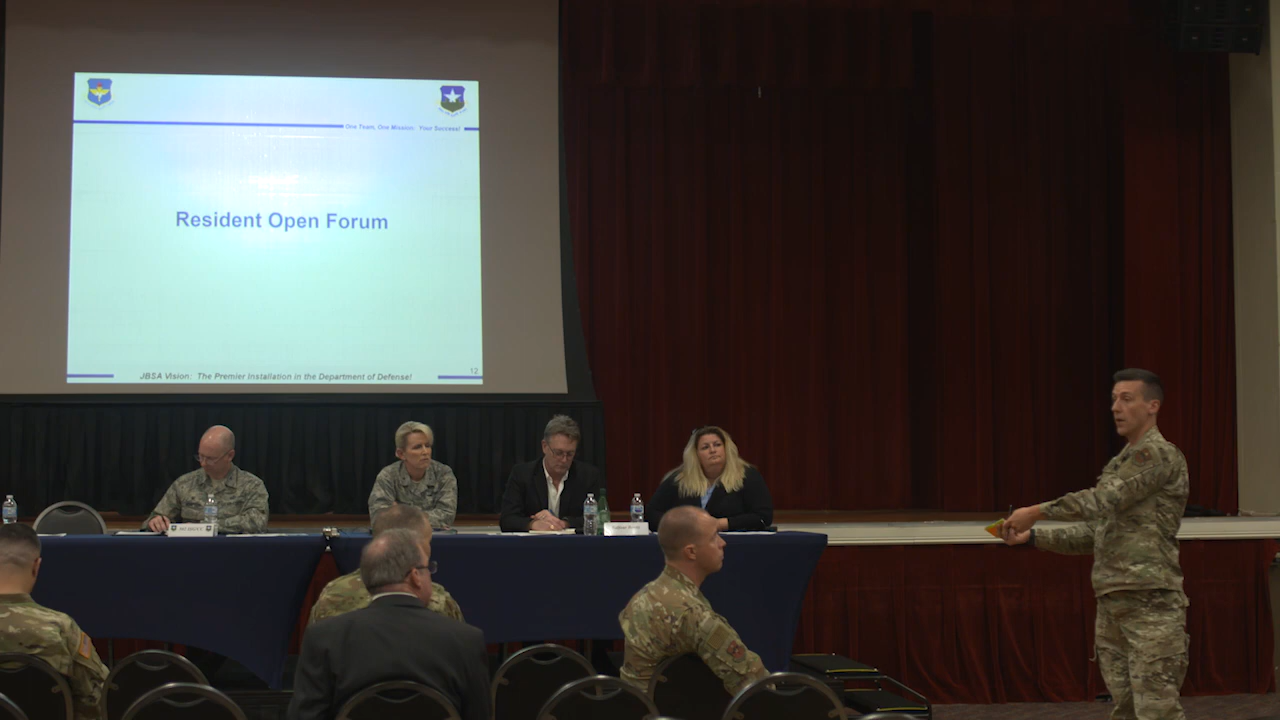 One Team, One Mission: Your Success!
Resident Open Forum
JBSA Vision: The Premier Installation in the Department of Defense!
12